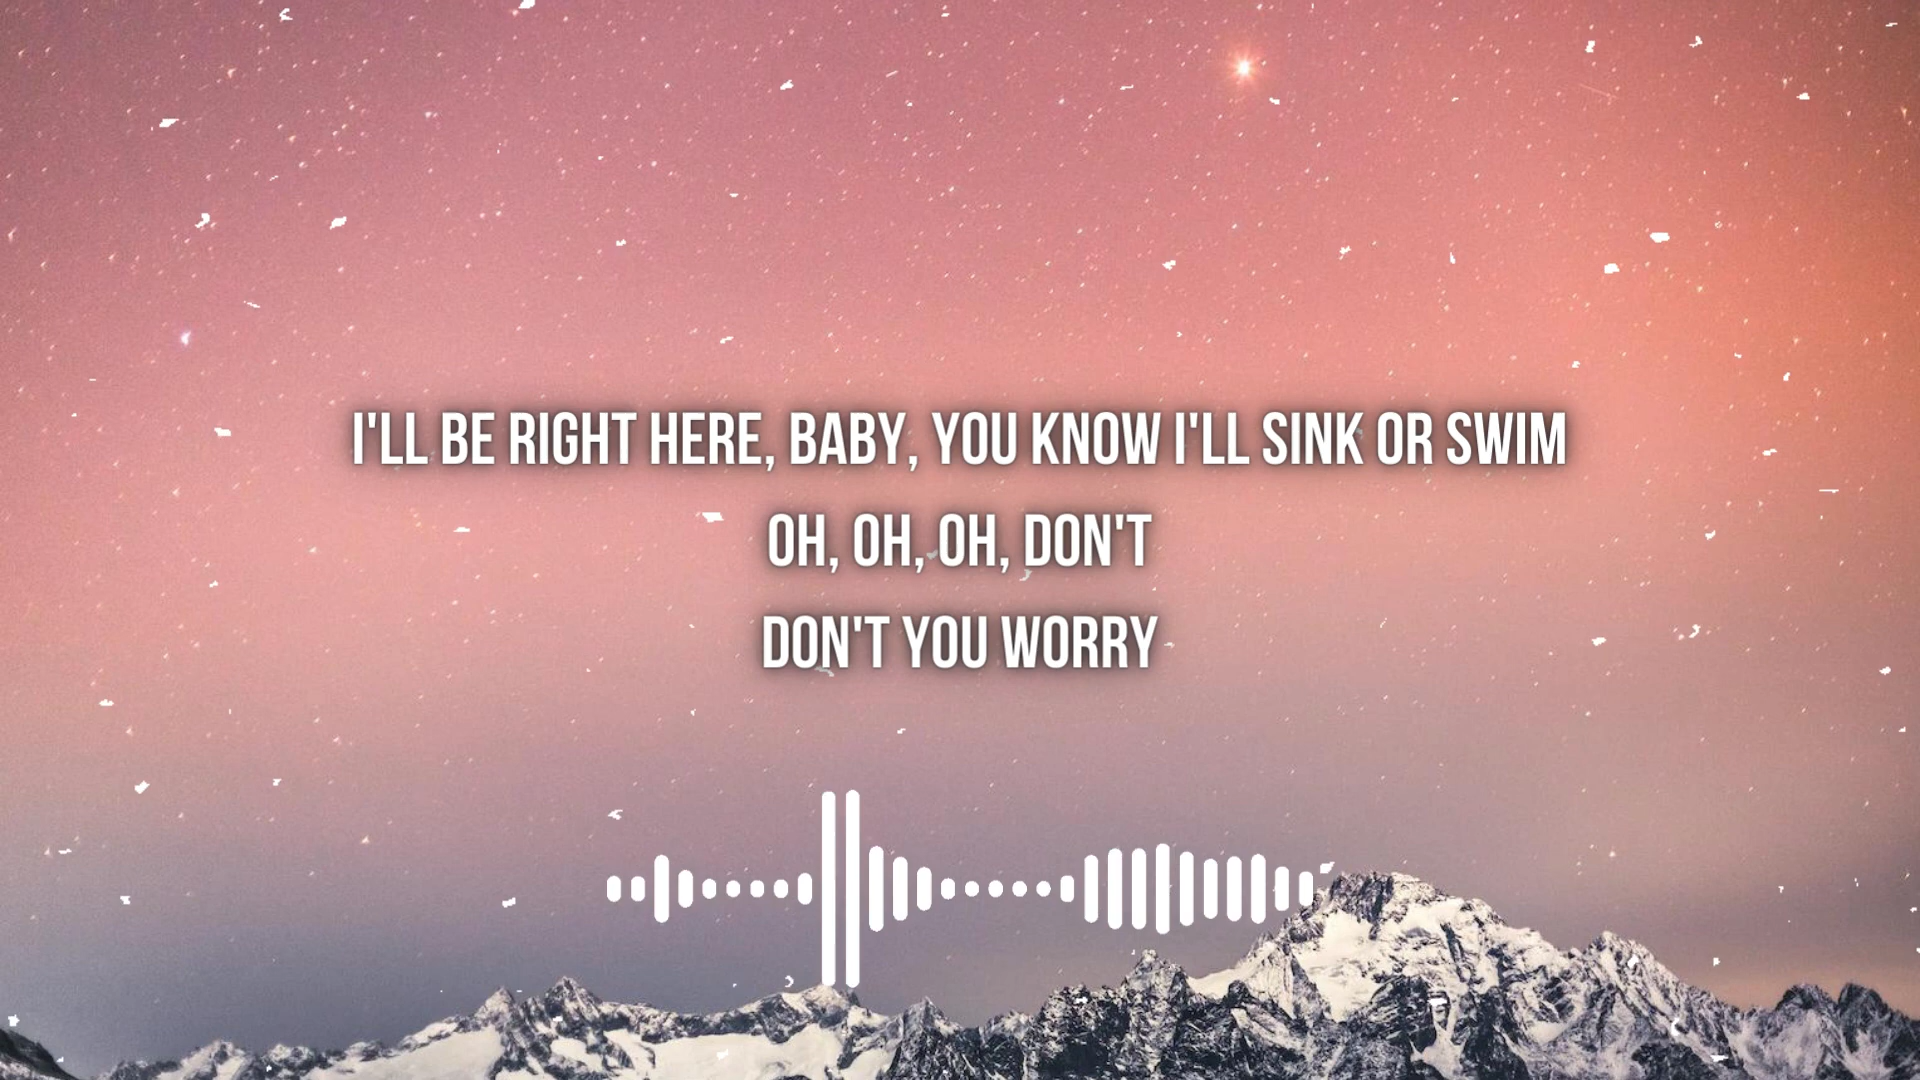 I'LL BE RIGHT HERE, BABY, YOU KNOW I'LL SINK OR SWIM
OH, OH, OH, DON'T
DON'T YOU WORRY